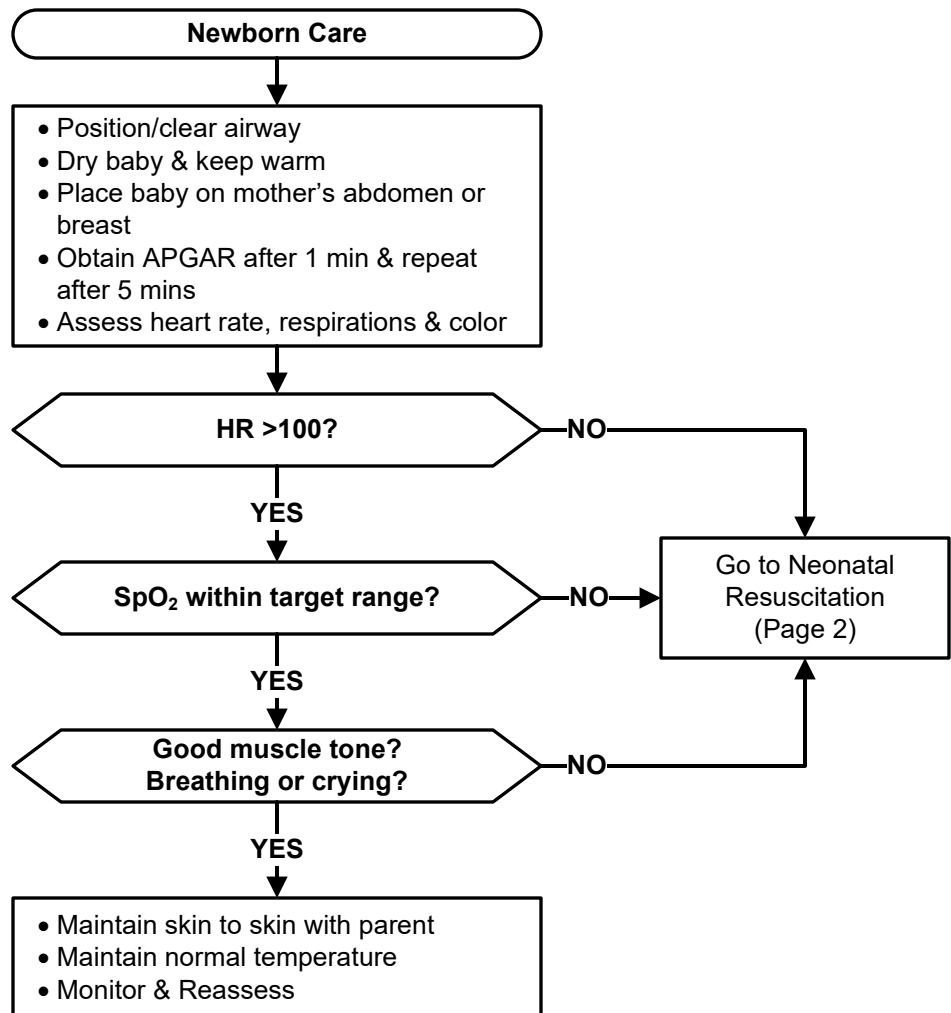 Newborn Care
• Position/clear airway
• Dry baby & keep warm
• Place baby on mother’s abdomen or
breast
• Obtain APGAR after 1 min & repeat
after 5 mins
• Assess heart rate, respirations & color
HR >100?
NO
YES
SpO₂ within target range?
NO
Go to Neonatal
Resuscitation
(Page 2)
YES
Good muscle tone?
Breathing or crying?
NO
YES
• Maintain skin to skin with parent
• Maintain normal temperature
• Monitor & Reassess